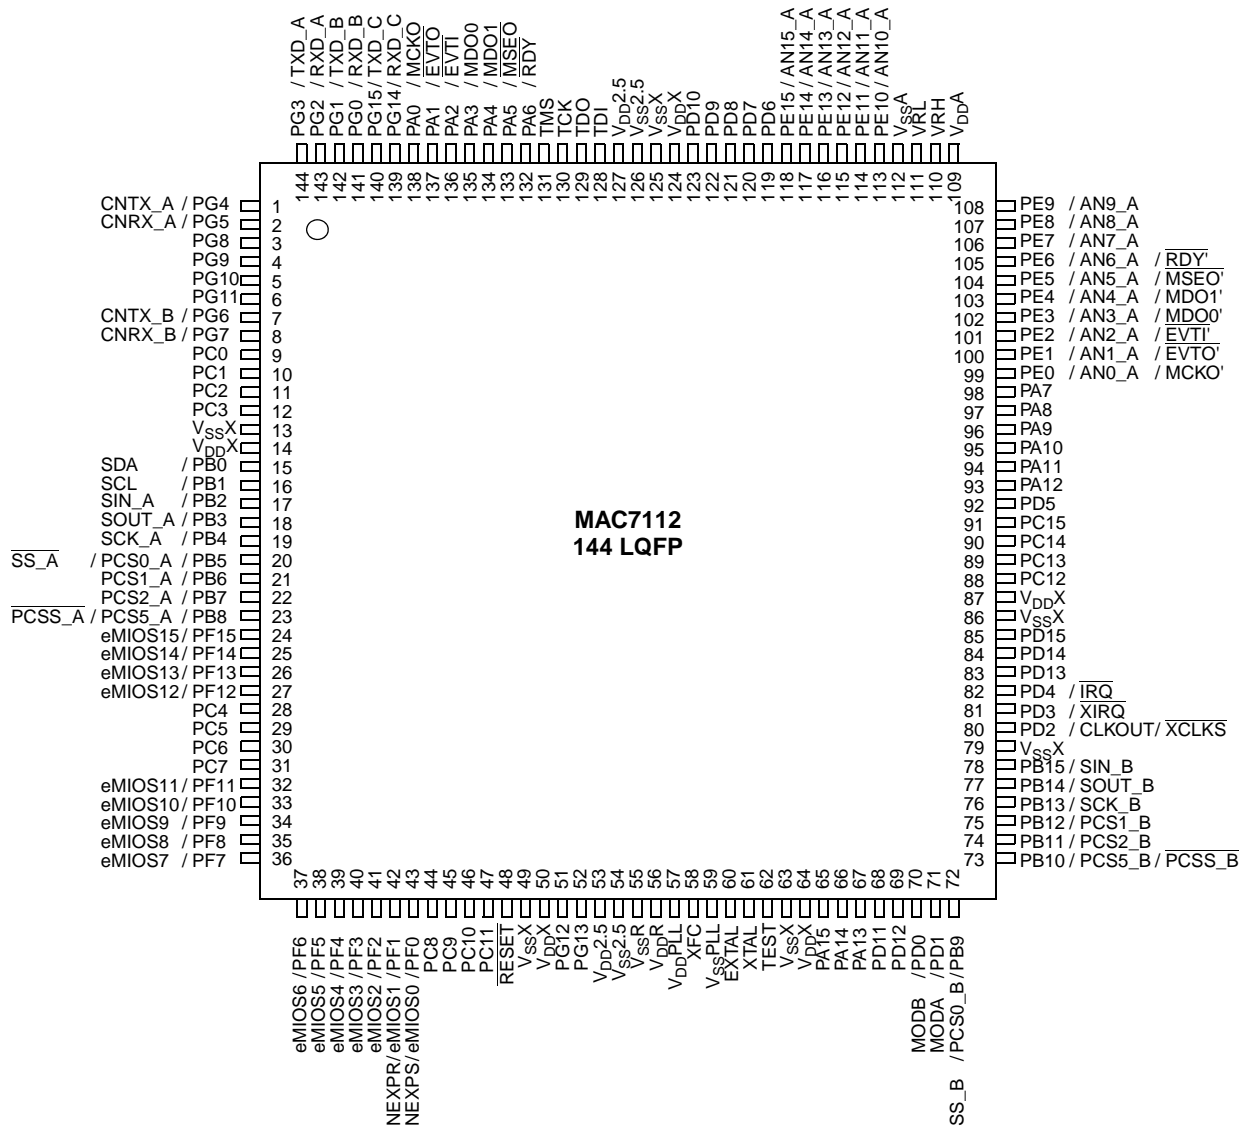 PG3 / TXD_A
PG2 / RXD_A
PG1 / TXD_B
PG0 / RXD_B
PG15 / TXD_C
PG14 / RXD_C
PA0 / MCKO
PA1 / EVTO
PA2 / EVTI
PA3 / MDO0
PA4 / MDO1
PA5 / MSEO
PA6 / RDY
TMS
TCK
TDO
TDI
VDD2.5
VSS2.5
VSSX
VDDX
PD10
PD9
PD8
PD7
PD6
PE15 / AN15_A
PE14 / AN14_A
PE13 / AN13_A
PE12 / AN12_A
PE11 / AN11_A
PE10 / AN10_A
VSSA
VRL
VRH
VDDA
144 143 142 141 140 139 138 137 136 135 134 133 132 131 130 129 128 127 126 125 124 123 122 121 120 119 118 117 116 115 114 113 112 111 110 109
CNTX_A / PG4 1
CNRX_A / PG5 2
PG8 3
PG9 4
PG10 5
PG11 6
CNTX_B / PG6 7
CNRX_B / PG7 8
PC0 9
PC1 10
PC2 11
PC3 12
VSSX 13
VDDX 14
SDA / PB0 15
SCL / PB1 16
SIN_A / PB2 17
SOUT_A / PB3 18
SCK_A / PB4 19
SS_A / PCS0_A / PB5 20
PCS1_A / PB6 21
PCS2_A / PB7 22
PCSS_A / PCS5_A / PB8 23
eMIOS15 / PF15 24
eMIOS14 / PF14 25
eMIOS13 / PF13 26
eMIOS12 / PF12 27
PC4 28
PC5 29
PC6 30
PC7 31
eMIOS11 / PF11 32
eMIOS10 / PF10 33
eMIOS9 / PF9 34
eMIOS8 / PF8 35
eMIOS7 / PF7 36
MAC7112
144 LQFP
108 PE9 / AN9_A
107 PE8 / AN8_A
106 PE7 / AN7_A
105 PE6 / AN6_A / RDY'
104 PE5 / AN5_A / MSEO'
103 PE4 / AN4_A / MDO1'
102 PE3 / AN3_A / MDO0'
101 PE2 / AN2_A / EVTI'
100 PE1 / AN1_A / EVTO'
99 PE0 / AN0_A / MCKO'
98 PA7
97 PA8
96 PA9
95 PA10
94 PA11
93 PA12
92 PD5
91 PC15
90 PC14
89 PC13
88 PC12
87 VDDX
86 VSSX
85 PD15
84 PD14
83 PD13
82 PD4 / IRQ
81 PD3 / XIRQ
80 PD2 / CLKOUT / XCLKS
79 VSSX
78 PB15 / SIN_B
77 PB14 / SOUT_B
76 PB13 / SCK_B
75 PB12 / PCS1_B
74 PB11 / PCS2_B
73 PB10 / PCS5_B / PCSS_B
37 38 39 40 41 42 43 44 45 46 47 48 49 50 51 52 53 54 55 56 57 58 59 60 61 62 63 64 65 66 67 68 69 70 71 72
eMIOS6 / PF6
eMIOS5 / PF5
eMIOS4 / PF4
eMIOS3 / PF3
eMIOS2 / PF2
NEXPR / eMIOS1 / PF1
NEXPS / eMIOS0 / PF0
PC8
PC9
PC10
PC11
RESET
VSSX
VDDX
PG12
PG13
VDD2.5
VSS2.5
VSSR
VDDR
VDDPLL
XFC
VSSPLL
EXTAL
XTAL
TEST
VSSX
VDDX
PA15
PA14
PA13
PD11
PD12
MODB / PD0
MODA / PD1
SS_B / PCS0_B / PB9